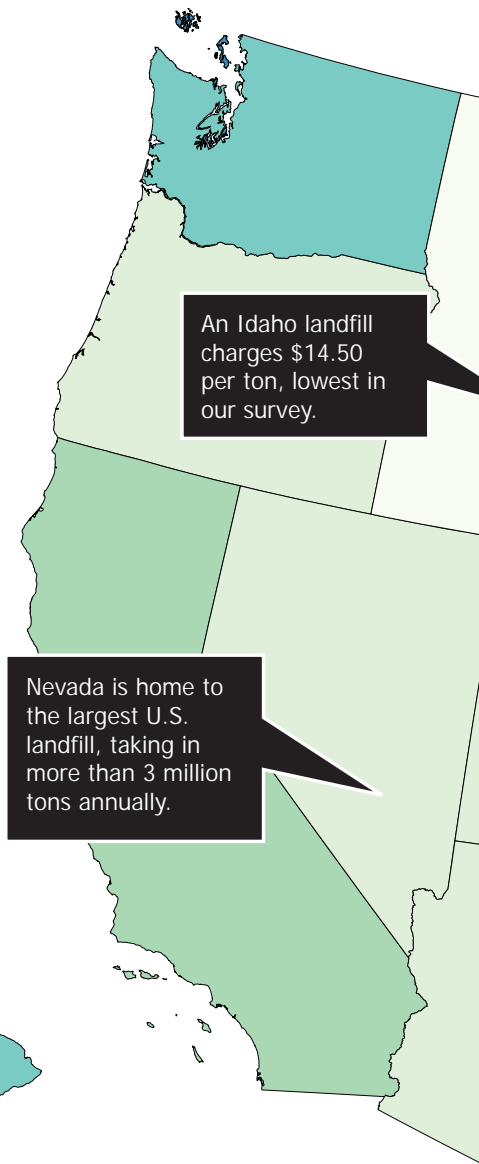 An Idaho landfill
charges $14.50
per ton, lowest in
our survey.
Nevada is home to
the largest U.S.
landfill, taking in
more than 3 million
tons annually.